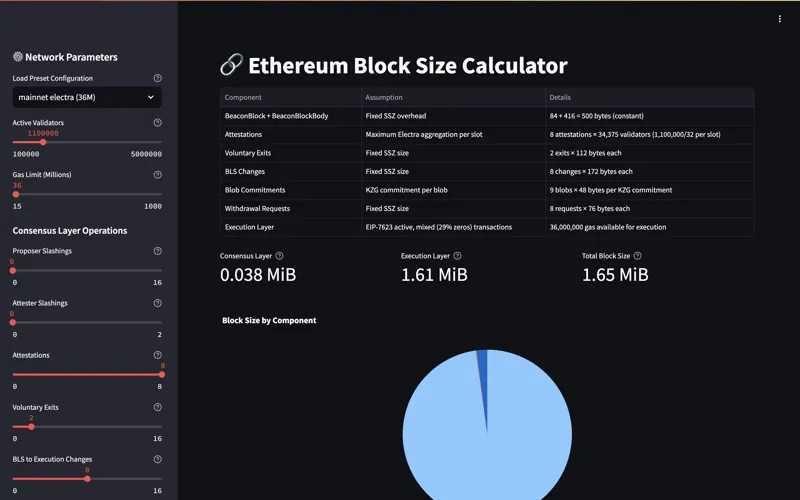 Network Parameters
Load Preset Configuration
mainnet electra (36M)
Active Validators
1100000
100000 5000000
Gas Limit (Millions)
36
15 1000
Consensus Layer Operations
Proposer Slashings
0
0 16
Attester Slashings
0
0 2
Attestations
8
0 8
Voluntary Exits
2
0 16
BLS to Execution Changes
8
0 16
Ethereum Block Size Calculator
Component Assumption Details
BeaconBlock + BeaconBlockBody Fixed SSZ overhead 84 + 416 = 500 bytes (constant)
Attestations Maximum Electra aggregation per slot 8 attestations × 34,375 validators (1,100,000/32 per slot)
Voluntary Exits Fixed SSZ size 2 exits × 112 bytes each
BLS Changes Fixed SSZ size 8 changes × 172 bytes each
Blob Commitments KZG commitment per blob 9 blobs × 48 bytes per KZG commitment
Withdrawal Requests Fixed SSZ size 8 requests × 76 bytes each
Execution Layer EIP-7623 active, mixed (29% zeros) transactions 36,000,000 gas available for execution
Consensus Layer Execution Layer Total Block Size
0.038 MiB 1.61 MiB 1.65 MiB
Block Size by Component